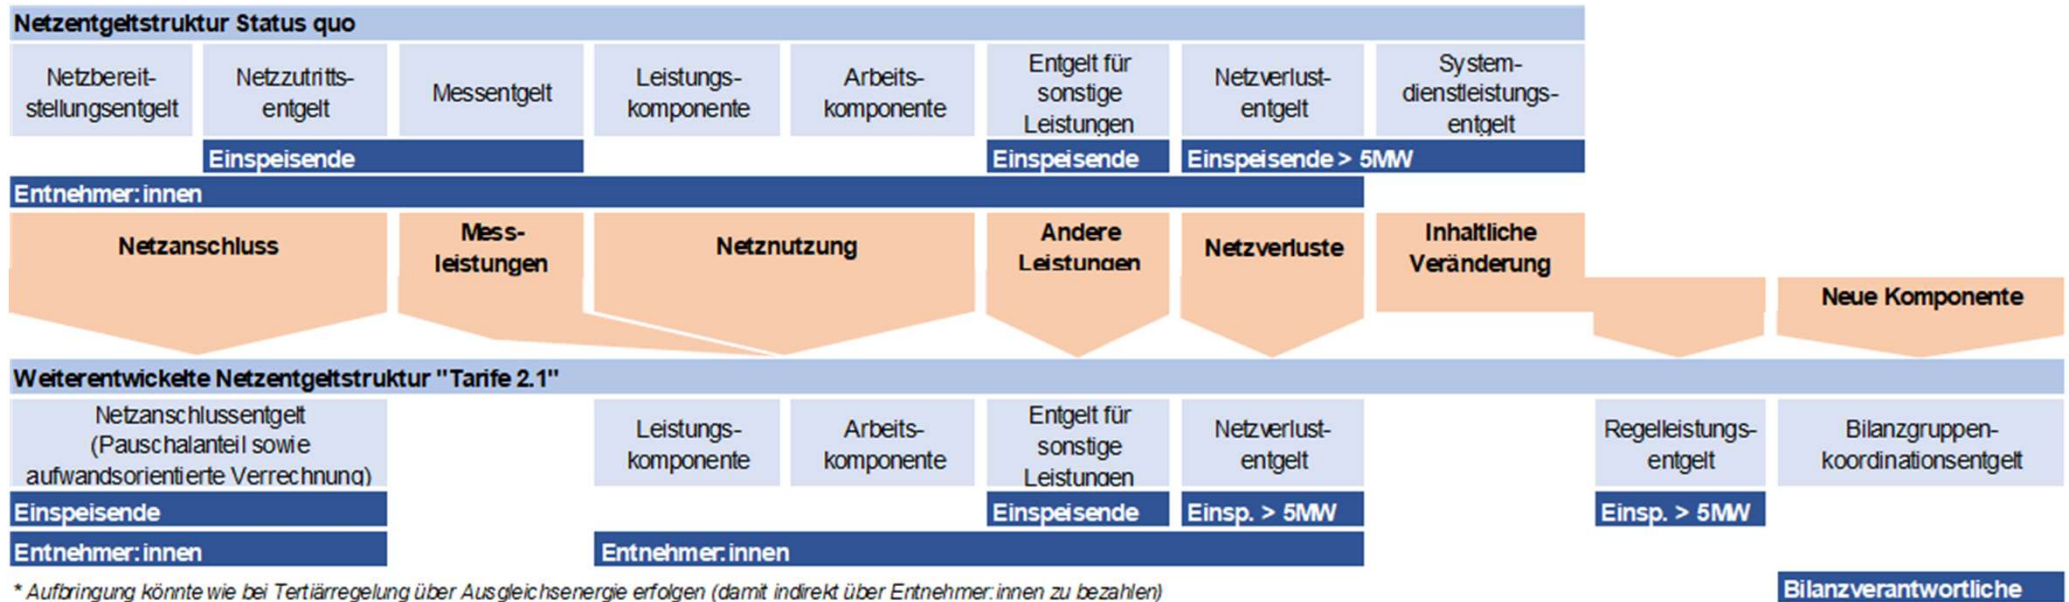 Netzentgeltstruktur Status quo
Netzbereit-
stellungsentgelt
Netzzutritts-
entgelt
Messentgelt
Leistungs-
komponente
Arbeits-
komponente
Entgelt für
sonstige
Leistungen
Netzverlust-
entgelt
System-
dienstleistungs-
entgelt
Einspeisende
Einspeisende
Einspeisende > 5MW
Entnehmer:innen
Netzanschluss
Mess-
leistungen
Netznutzung
Andere
Leistungen
Netzverluste
Inhaltliche
Veränderung
Neue Komponente
Weiterentwickelte Netzentgeltstruktur "Tarife 2.1"
Netzanschlussentgelt
(Pauschalanteil sowie
aufwandsorientierte Verrechnung)
Leistungs-
komponente
Arbeits-
komponente
Entgelt für
sonstige
Leistungen
Netzverlust-
entgelt
Regelleistungs-
entgelt
Bilanzgruppen-
koordinationsentgelt
Einspeisende
Einspeisende
Einsp. > 5MW
Einsp. > 5MW
Entnehmer:innen
Entnehmer:innen
* Aufbringung könnte wie bei Tertiärregelung über Ausgleichsenergie erfolgen (damit indirekt über Entnehmer:innen zu bezahlen)
Bilanzverantwortliche